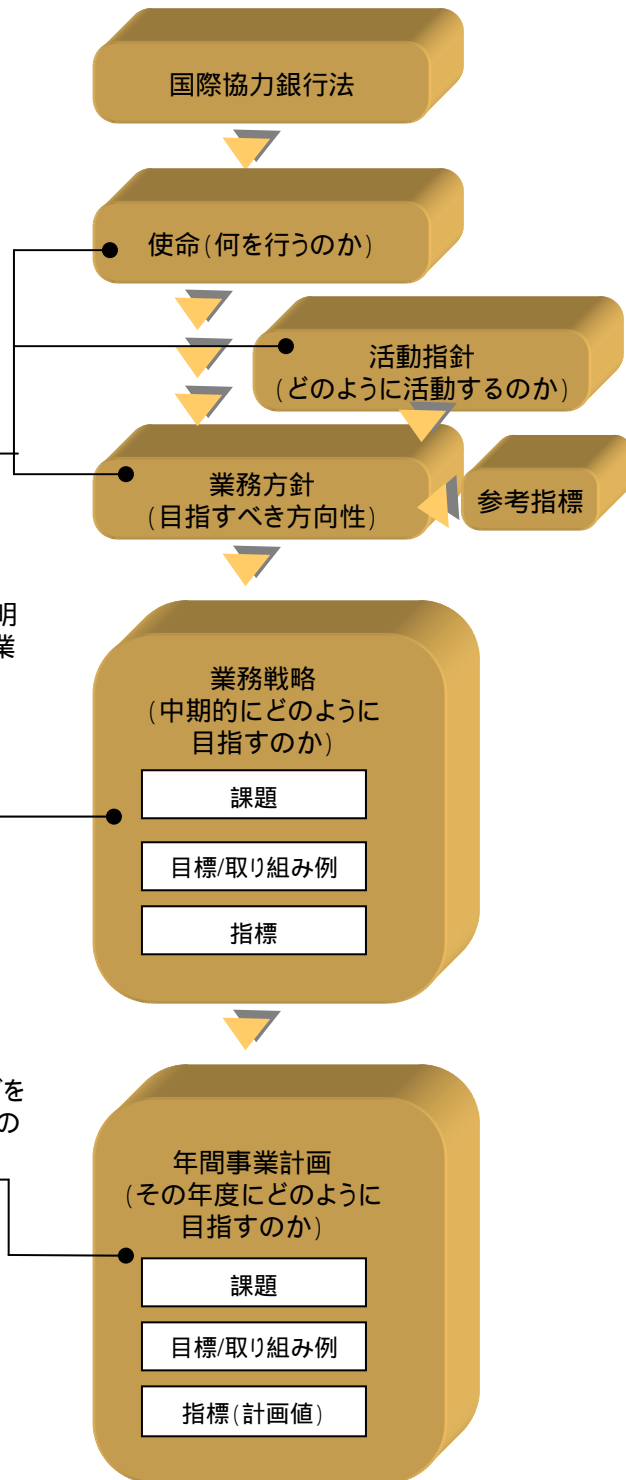 国際協力銀行法
使命(何を行うのか)
活動指針
(どのように活動するのか)
業務方針
(目指すべき方向性)
参考指標
明
業
業務戦略
(中期的にどのように
目指すのか)
課題
目標/取り組み例
指標
を
の
年間事業計画
(その年度にどのように
目指すのか)
課題
目標/取り組み例
指標(計画値)